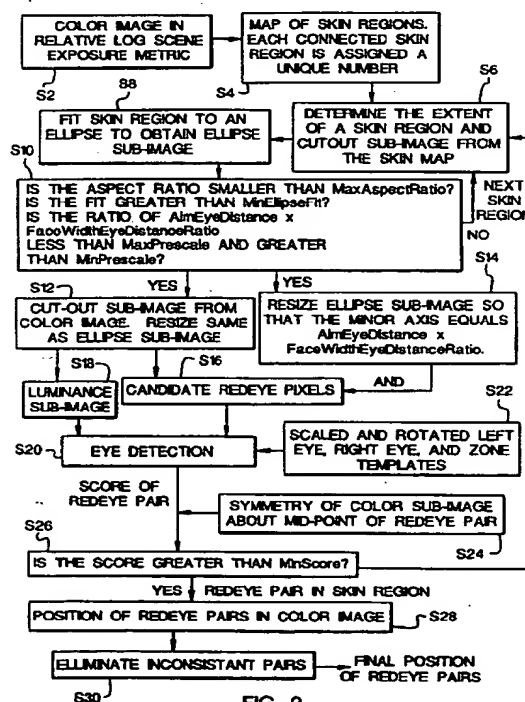 COLOR IMAGE IN
RELATIVE LOG SCENE
EXPOSURE METRIC
S2
MAP OF SKIN REGIONS.
EACH CONNECTED SKIN
REGION IS ASSIGNED A
UNIQUE NUMBER
S4
S6
DETERMINE THE EXTENT
OF A SKIN REGION AND
CUTOUT SUB-IMAGE FROM
THE SKIN MAP
S8
FIT SKIN REGION TO AN
ELLIPSE TO OBTAIN ELLIPSE
SUB-IMAGE
S10
IS THE ASPECT RATIO SMALLER THAN MaxAspectRatio?
IS THE FIT GREATER THAN MinEllipseFit?
IS THE RATIO OF AimEyeDistance x
FaceWidthEyeDistanceRatio
LESS THAN MaxPrescale AND GREATER
THAN MinPrescale?
NEXT
SKIN
REGION
NO
YES
YES
S12
CUT-OUT SUB-IMAGE FROM
COLOR IMAGE. RESIZE SAME
AS ELLIPSE SUB-IMAGE
S14
RESIZE ELLIPSE SUB-IMAGE SO
THAT THE MINOR AXIS EQUALS
AimEyeDistance x
FaceWidthEyeDistanceRatio.
S18
LUMINANCE
SUB-IMAGE
S16
CANDIDATE REDEYE PIXELS
AND
S20
EYE DETECTION
S22
SCALED AND ROTATED LEFT
EYE, RIGHT EYE, AND ZONE
TEMPLATES
SCORE OF
REDEYE PAIR
SYMMETRY OF COLOR SUB-IMAGE
ABOUT MID-POINT OF REDEYE PAIR
S24
S26
IS THE SCORE GREATER THAN MinScore?
YES REDEYE PAIR IN SKIN REGION
POSITION OF REDEYE PAIRS IN COLOR IMAGE
S28
ELLIMINATE INCONSISTANT PAIRS
S30
FINAL POSITION
OF REDEYE PAIRS
FIG. 2